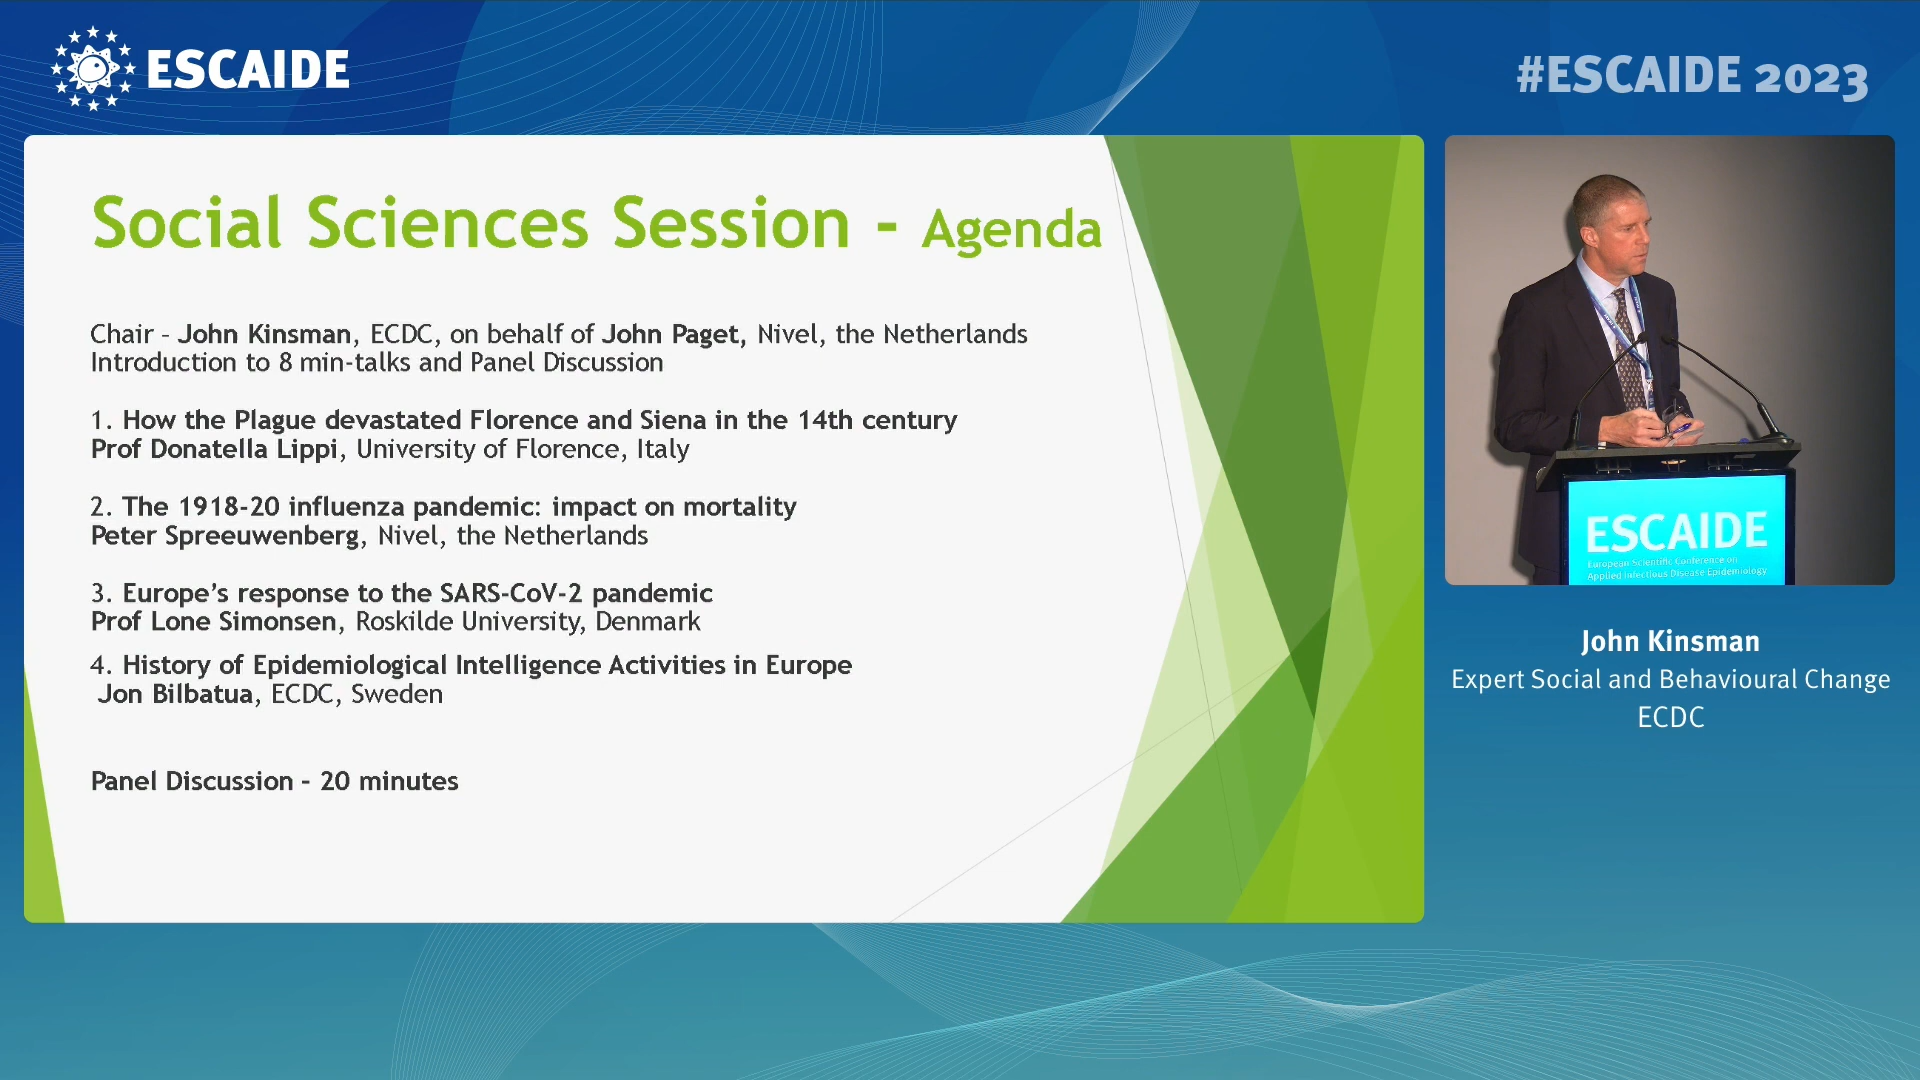 ESCAIDE
#ESCAIDE 2023
Social Sciences Session - Agenda
Chair – John Kinsman, ECDC, on behalf of John Paget, Nivel, the Netherlands
Introduction to 8 min-talks and Panel Discussion
1. How the Plague devastated Florence and Siena in the 14th century
Prof Donatella Lippi, University of Florence, Italy
2. The 1918-20 influenza pandemic: impact on mortality
Peter Spreeuwenberg, Nivel, the Netherlands
3. Europe’s response to the SARS-CoV-2 pandemic
Prof Lone Simonsen, Roskilde University, Denmark
4. History of Epidemiological Intelligence Activities in Europe
Jon Bilbatua, ECDC, Sweden
Panel Discussion – 20 minutes
ESCAIDE
European Scientific Conference on
Applied Infectious Disease Epidemiology
John Kinsman
Expert Social and Behavioural Change
ECDC